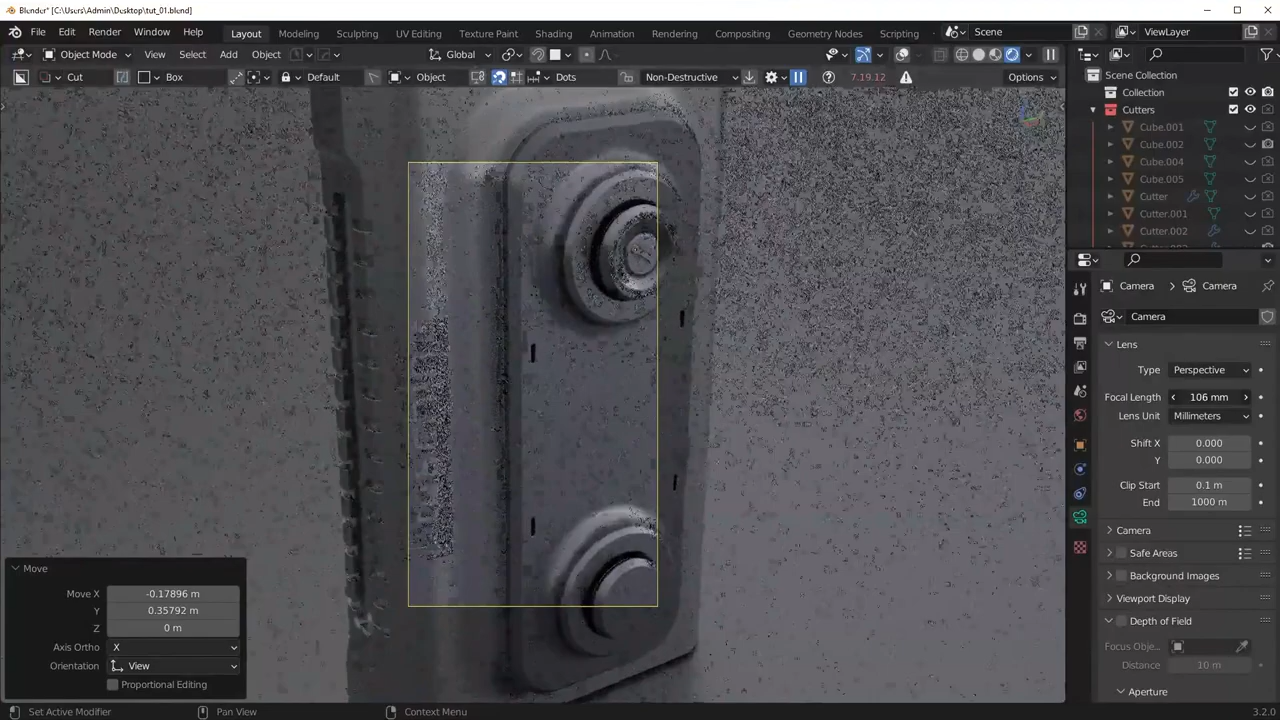 Blender* [C:\Users\Admin\Desktop\tut_01.blend]
File Edit Render Window Help Layout Modeling Sculpting UV Editing Texture Paint Shading Animation Rendering Compositing Geometry Nodes Scripting Scene ViewLayer
Object Mode View Select Add Object Global
Cut Box Default Object Dots Non-Destructive 7.19.12 Options
Scene Collection
Collection
Cutters
Cube.001
Cube.002
Cube.004
Cube.005
Cutter
Cutter.001
Cutter.002
Camera > Camera
Camera
Lens
Type Perspective
Focal Length 106 mm
Lens Unit Millimeters
Shift X 0.000
Y 0.000
Clip Start 0.1 m
End 1000 m
Camera
Safe Areas
Background Images
Viewport Display
Depth of Field
Focus Obje...
Distance 10 m
Aperture
Move
Move X -0.17896 m
Y 0.35792 m
Z 0 m
Axis Ortho X
Orientation View
Proportional Editing
Set Active Modifier Pan View Context Menu 3.2.0